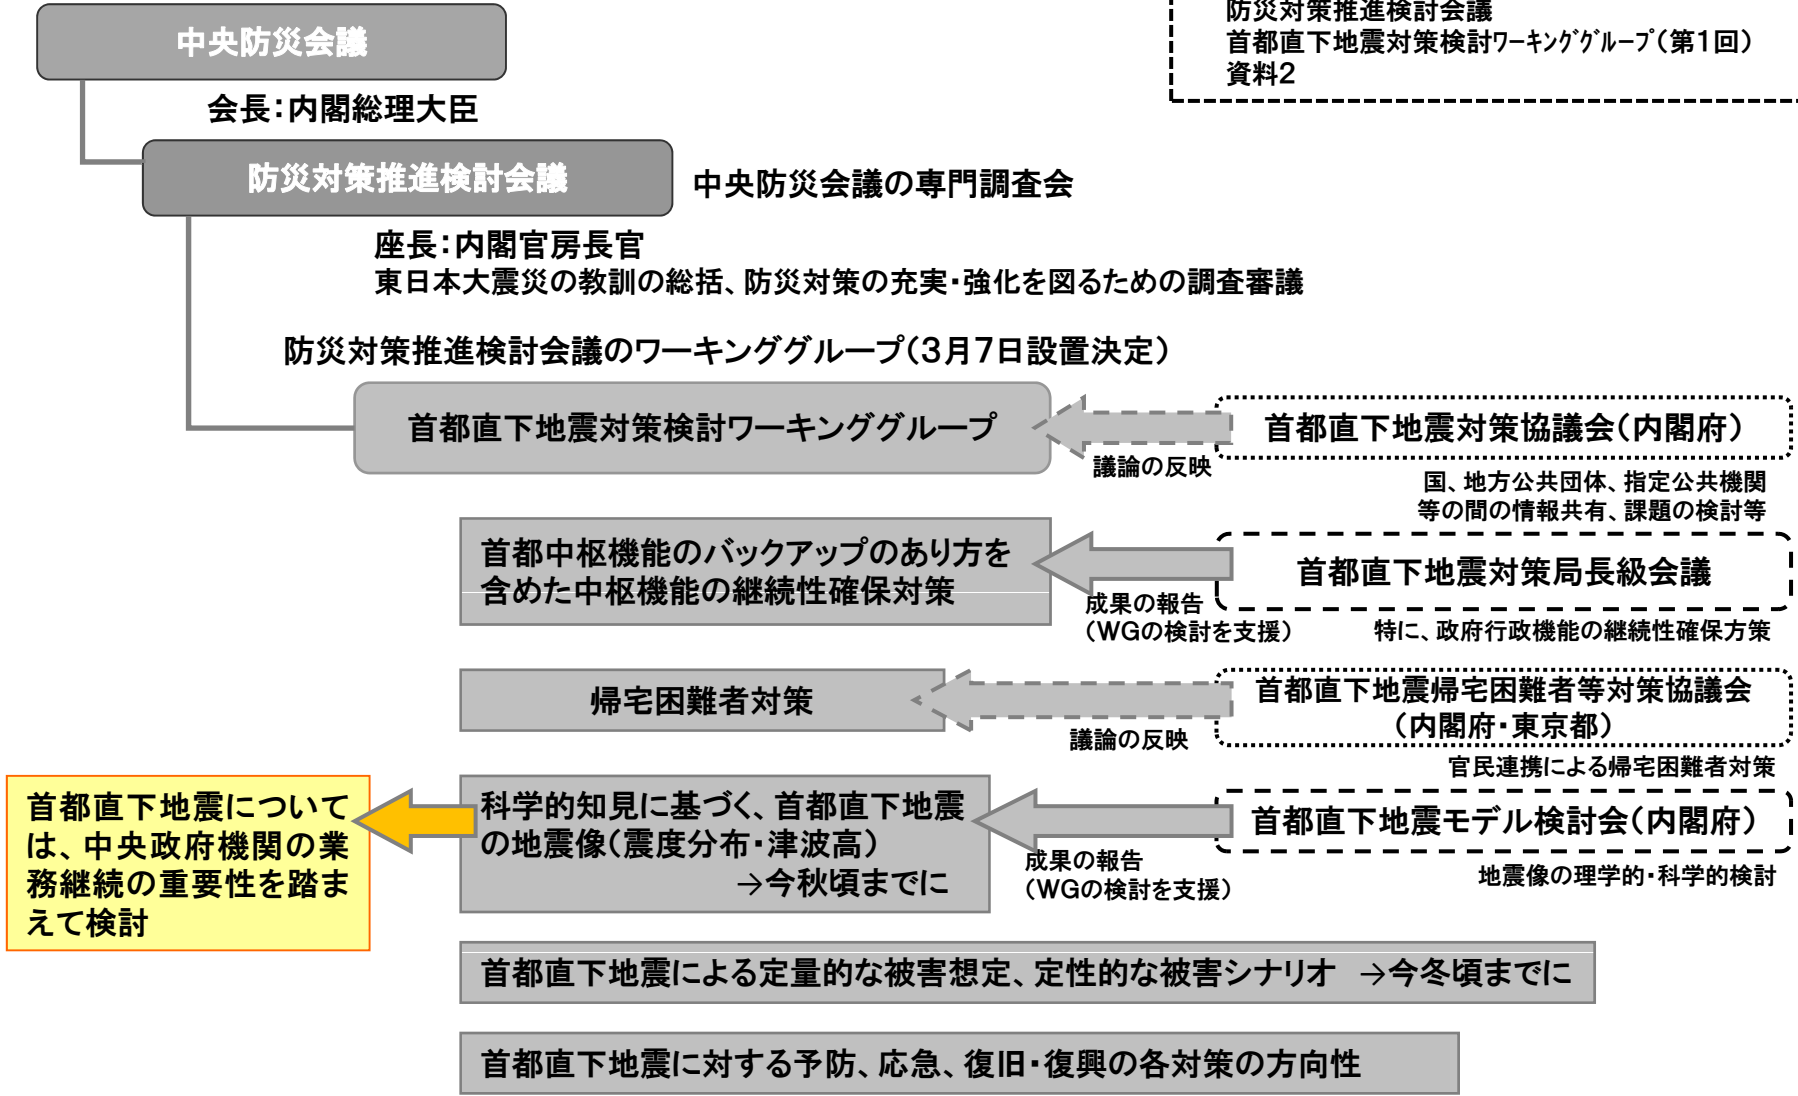 防災対策推進検討会議
首都直下地震対策検討ワーキンググループ（第1回）
資料2
中央防災会議
会長：内閣総理大臣
防災対策推進検討会議
中央防災会議の専門調査会
座長：内閣官房長官
東日本大震災の教訓の総括、防災対策の充実・強化を図るための調査審議
防災対策推進検討会議のワーキンググループ（3月7日設置決定）
首都直下地震対策検討ワーキンググループ
議論の反映
首都直下地震対策協議会（内閣府）
国、地方公共団体、指定公共機関
等の間の情報共有、課題の検討等
首都中枢機能のバックアップのあり方を
含めた中枢機能の継続性確保対策
成果の報告
（WGの検討を支援）
首都直下地震対策局長級会議
特に、政府行政機能の継続性確保方策
帰宅困難者対策
議論の反映
首都直下地震帰宅困難者等対策協議会
（内閣府・東京都）
官民連携による帰宅困難者対策
首都直下地震について
は、中央政府機関の業
務継続の重要性を踏ま
えて検討
科学的知見に基づく、首都直下地震
の地震像（震度分布・津波高）
→今秋頃までに
成果の報告
（WGの検討を支援）
首都直下地震モデル検討会（内閣府）
地震像の理学的・科学的検討
首都直下地震による定量的な被害想定、定性的な被害シナリオ　→今冬頃までに
首都直下地震に対する予防、応急、復旧・復興の各対策の方向性